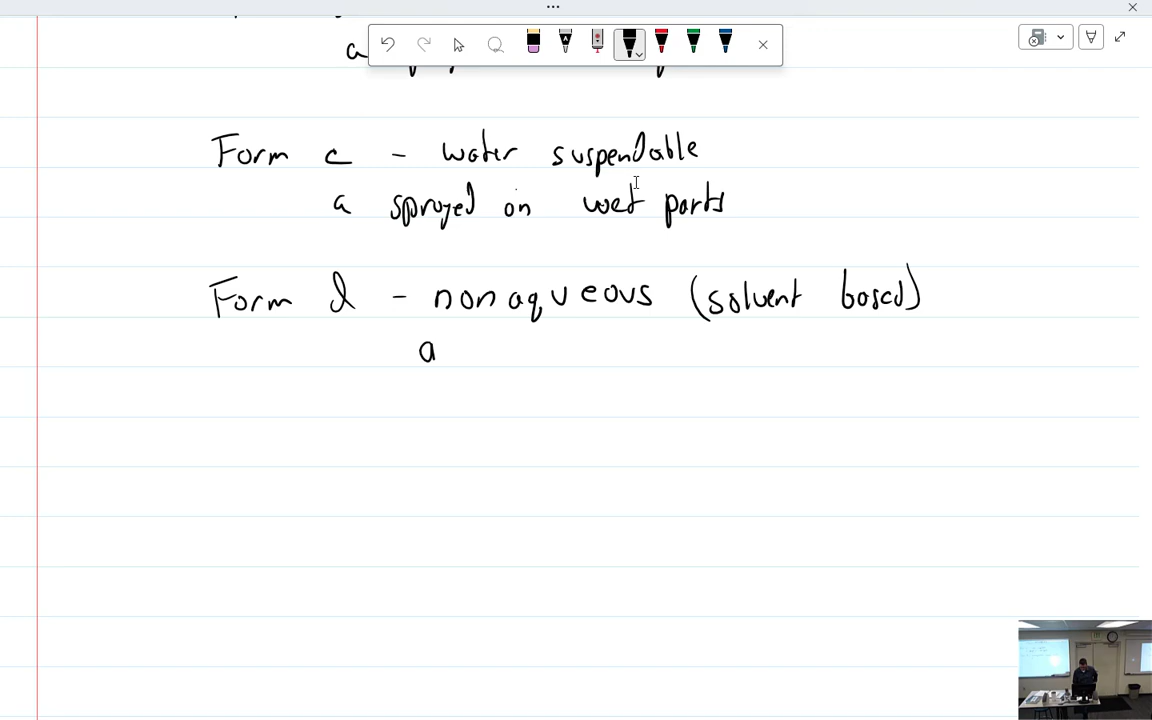 a
Form c - water suspendable
a sprayed on wet parts
Form d - nonaqueous (solvent based)
a